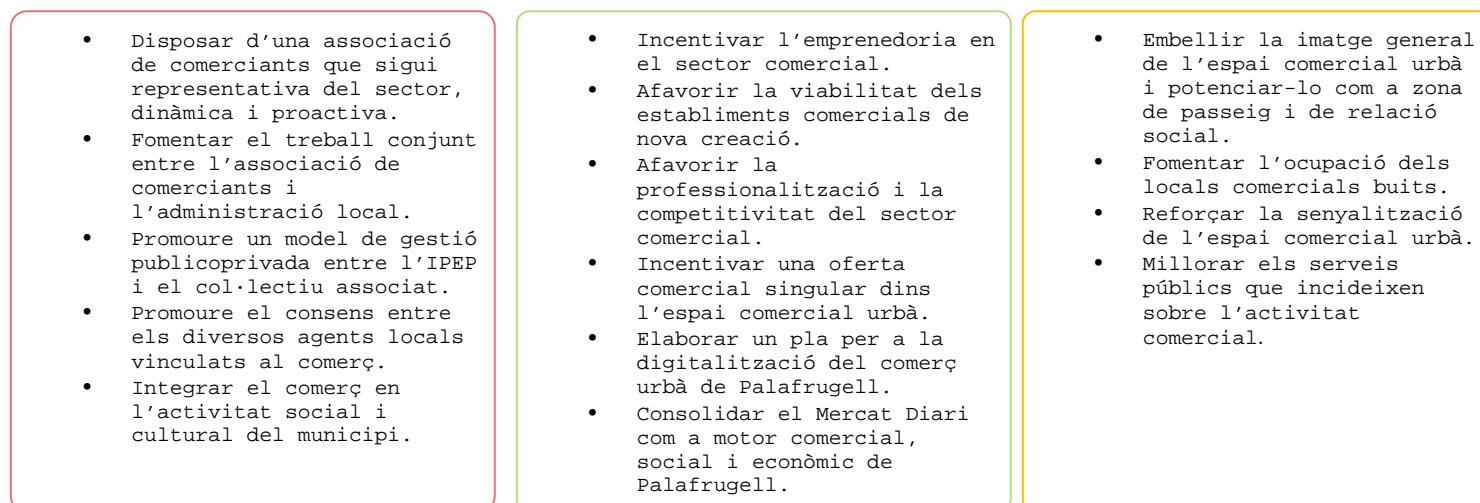 • Disposar d’una associació
de comerciants que sigui
representativa del sector,
dinàmica i proactiva.
• Fomentar el treball conjunt
entre l’associació de
comerciants i
l’administració local.
• Promoure un model de gestió
publicoprivada entre l’IPEP
i el col·lectiu associat.
• Promoure el consens entre
els diversos agents locals
vinculats al comerç.
• Integrar el comerç en
l’activitat social i
cultural del municipi.
• Incentivar l’emprenedoria en
el sector comercial.
• Afavorir la viabilitat dels
establiments comercials de
nova creació.
• Afavorir la
professionalització i la
competitivitat del sector
comercial.
• Incentivar una oferta
comercial singular dins
l’espai comercial urbà.
• Elaborar un pla per a la
digitalització del comerç
urbà de Palafrugell.
• Consolidar el Mercat Diari
com a motor comercial,
social i econòmic de
Palafrugell.
• Embellir la imatge general
de l’espai comercial urbà
i potenciar-lo com a zona
de passeig i de relació
social.
• Fomentar l’ocupació dels
locals comercials buits.
• Reforçar la senyalització
de l’espai comercial urbà.
• Millorar els serveis
públics que incideixen
sobre l’activitat
comercial.